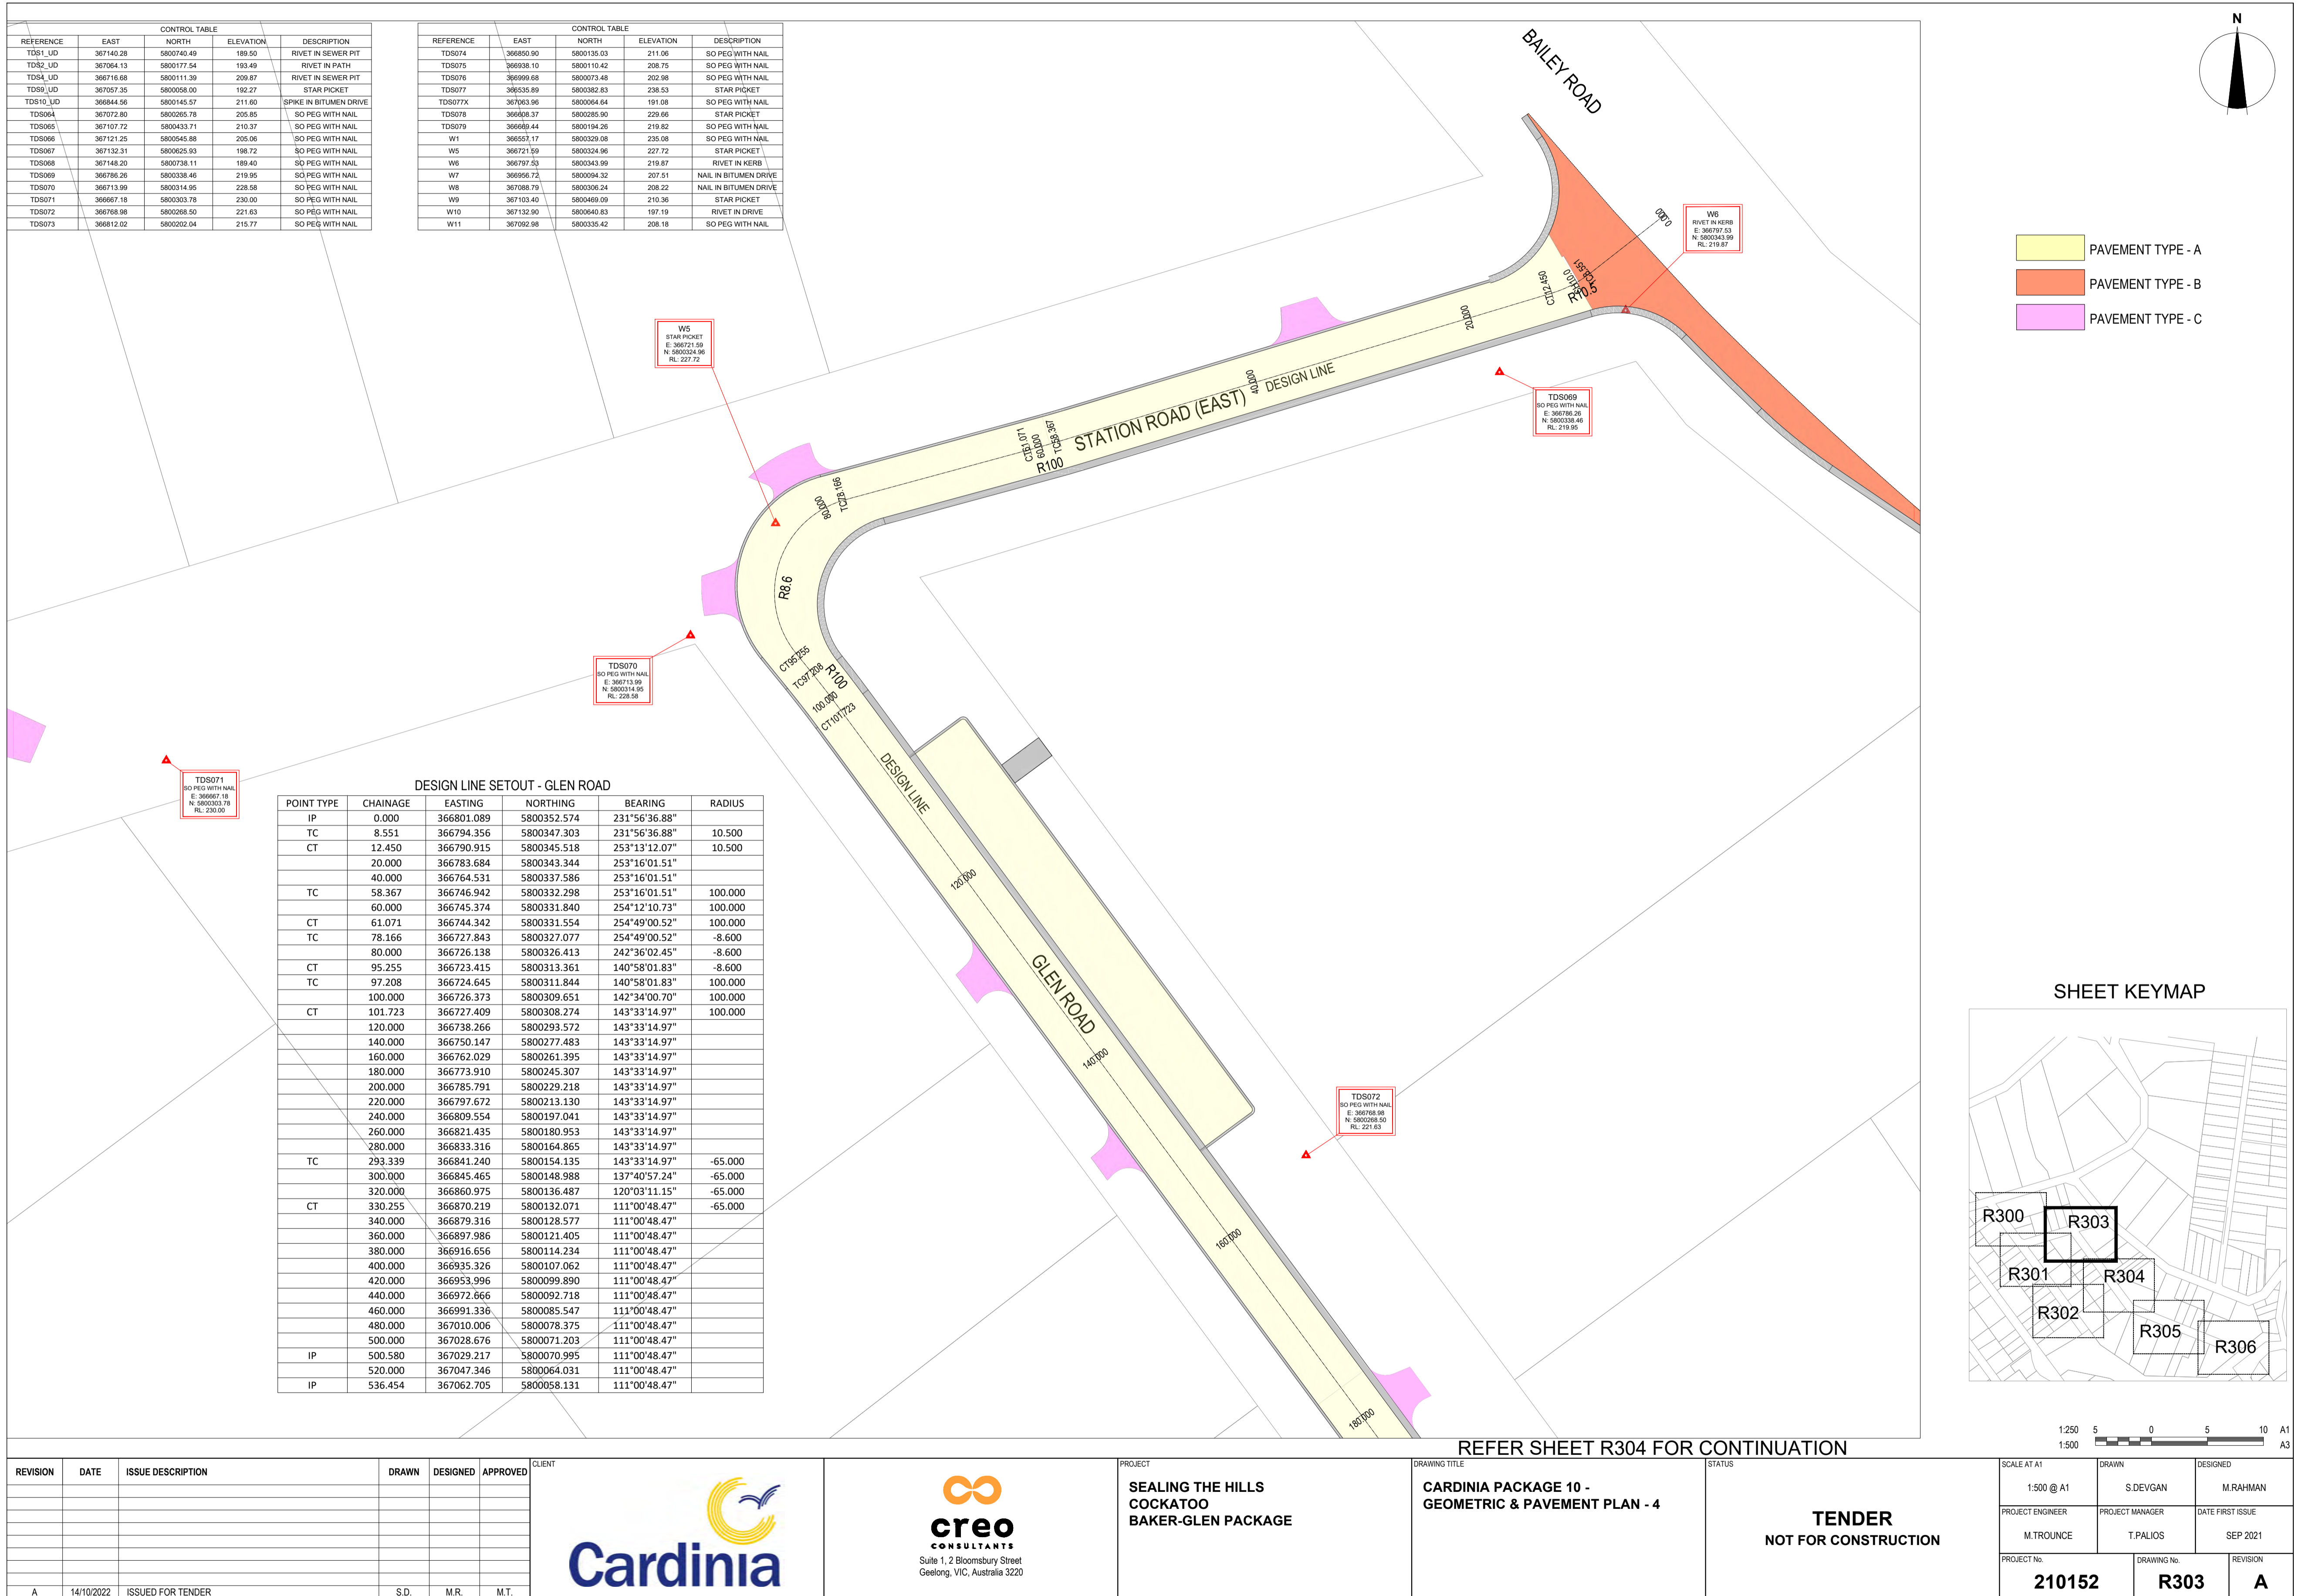 CONTROL TABLE
REFERENCE EAST NORTH ELEVATION DESCRIPTION
TDS1_UD 367140.28 5800740.49 189.50 RIVET IN SEWER PIT
TDS2_UD 367064.13 5800177.54 193.49 RIVET IN PATH
TDS4_UD 366716.68 5800111.39 209.87 RIVET IN SEWER PIT
TDS9_UD 367057.35 5800058.00 192.27 STAR PICKET
TDS10_UD 366844.56 5800145.57 211.60 SPIKE IN BITUMEN DRIVE
TDS064 367072.80 5800265.78 205.85 SO PEG WITH NAIL
TDS065 367107.72 5800433.71 210.37 SO PEG WITH NAIL
TDS066 367121.25 5800545.88 205.06 SO PEG WITH NAIL
TDS067 367132.31 5800625.93 198.72 SO PEG WITH NAIL
TDS068 367148.20 5800738.11 189.40 SO PEG WITH NAIL
TDS069 366786.26 5800338.46 219.95 SO PEG WITH NAIL
TDS070 366713.99 5800314.95 228.58 SO PEG WITH NAIL
TDS071 366667.18 5800303.78 230.00 SO PEG WITH NAIL
TDS072 366768.98 5800268.50 221.63 SO PEG WITH NAIL
TDS073 366812.02 5800202.04 215.77 SO PEG WITH NAIL
CONTROL TABLE
REFERENCE EAST NORTH ELEVATION DESCRIPTION
TDS074 366850.90 5800135.03 211.06 SO PEG WITH NAIL
TDS075 366938.10 5800110.42 208.75 SO PEG WITH NAIL
TDS076 366999.68 5800073.48 202.98 SO PEG WITH NAIL
TDS077 366535.89 5800382.83 238.53 STAR PICKET
TDS077X 367063.96 5800064.64 191.08 SO PEG WITH NAIL
TDS078 366608.37 5800285.90 229.66 STAR PICKET
TDS079 366669.44 5800194.26 219.82 SO PEG WITH NAIL
W1 366557.17 5800329.08 235.08 SO PEG WITH NAIL
W5 366721.59 5800324.96 227.72 STAR PICKET
W6 366797.53 5800343.99 219.87 RIVET IN KERB
W7 366956.72 5800094.32 207.51 NAIL IN BITUMEN DRIVE
W8 367088.79 5800306.24 208.22 NAIL IN BITUMEN DRIVE
W9 367103.40 5800469.09 210.36 STAR PICKET
W10 367132.90 5800640.83 197.19 RIVET IN DRIVE
W11 367092.98 5800335.42 208.18 SO PEG WITH NAIL
N
BAILEY ROAD
0.000
W6
RIVET IN KERB
E: 366797.53
N: 5800343.99
RL: 219.87
PAVEMENT TYPE - A
PAVEMENT TYPE - B
PAVEMENT TYPE - C
TC8.551
R10.5
CT12.450
20.000
W5
STAR PICKET
E: 366721.59
N: 5800324.96
RL: 227.72
40.000
DESIGN LINE
STATION ROAD (EAST)
TDS069
SO PEG WITH NAIL
E: 366786.26
N: 5800338.46
RL: 219.95
CT61.071
60.000
TC58.367
R100
TC78.166
80.000
R8.6
CT95.255
TC97.208
R100
100.000
CT101.723
TDS070
SO PEG WITH NAIL
E: 366713.99
N: 5800314.95
RL: 228.58
TDS071
SO PEG WITH NAIL
E: 366667.18
N: 5800303.78
RL: 230.00
DESIGN LINE
120.000
GLEN ROAD
140.000
TDS072
SO PEG WITH NAIL
E: 366768.98
N: 5800268.50
RL: 221.63
160.000
180.000
DESIGN LINE SETOUT - GLEN ROAD
POINT TYPE CHAINAGE EASTING NORTHING BEARING RADIUS
IP 0.000 366801.089 5800352.574 231°56'36.88"
TC 8.551 366794.356 5800347.303 231°56'36.88" 10.500
CT 12.450 366790.915 5800345.518 253°13'12.07" 10.500
20.000 366783.684 5800343.344 253°16'01.51"
40.000 366764.531 5800337.586 253°16'01.51"
TC 58.367 366746.942 5800332.298 253°16'01.51" 100.000
60.000 366745.374 5800331.840 254°12'10.73" 100.000
CT 61.071 366744.342 5800331.554 254°49'00.52" 100.000
TC 78.166 366727.843 5800327.077 254°49'00.52" -8.600
80.000 366726.138 5800326.413 242°36'02.45" -8.600
CT 95.255 366723.415 5800313.361 140°58'01.83" -8.600
TC 97.208 366724.645 5800311.844 140°58'01.83" 100.000
100.000 366726.373 5800309.651 142°34'00.70" 100.000
CT 101.723 366727.409 5800308.274 143°33'14.97" 100.000
120.000 366738.266 5800293.572 143°33'14.97"
140.000 366750.147 5800277.483 143°33'14.97"
160.000 366762.029 5800261.395 143°33'14.97"
180.000 366773.910 5800245.307 143°33'14.97"
200.000 366785.791 5800229.218 143°33'14.97"
220.000 366797.672 5800213.130 143°33'14.97"
240.000 366809.554 5800197.041 143°33'14.97"
260.000 366821.435 5800180.953 143°33'14.97"
280.000 366833.316 5800164.865 143°33'14.97"
TC 293.339 366841.240 5800154.135 143°33'14.97" -65.000
300.000 366845.465 5800148.988 137°40'57.24" -65.000
320.000 366860.975 5800136.487 120°03'11.15" -65.000
CT 330.255 366870.219 5800132.071 111°00'48.47" -65.000
340.000 366879.316 5800128.577 111°00'48.47"
360.000 366897.986 5800121.405 111°00'48.47"
380.000 366916.656 5800114.234 111°00'48.47"
400.000 366935.326 5800107.062 111°00'48.47"
420.000 366953.996 5800099.890 111°00'48.47"
440.000 366972.666 5800092.718 111°00'48.47"
460.000 366991.336 5800085.547 111°00'48.47"
480.000 367010.006 5800078.375 111°00'48.47"
500.000 367028.676 5800071.203 111°00'48.47"
IP 500.580 367029.217 5800070.995 111°00'48.47"
520.000 367047.346 5800064.031 111°00'48.47"
IP 536.454 367062.705 5800058.131 111°00'48.47"
SHEET KEYMAP
R300
R303
R301
R304
R302
R305
R306
1:250 5 0 5 10 A1
1:500 A3
REFER SHEET R304 FOR CONTINUATION
REVISION DATE ISSUE DESCRIPTION DRAWN DESIGNED APPROVED
A 14/10/2022 ISSUED FOR TENDER S.D. M.R. M.T.
CLIENT
Cardinia
creo
CONSULTANTS
Suite 1, 2 Bloomsbury Street
Geelong, VIC, Australia 3220
PROJECT
SEALING THE HILLS
COCKATOO
BAKER-GLEN PACKAGE
DRAWING TITLE
CARDINIA PACKAGE 10 -
GEOMETRIC & PAVEMENT PLAN - 4
STATUS
TENDER
NOT FOR CONSTRUCTION
SCALE AT A1 DRAWN DESIGNED
1:500 @ A1 S.DEVGAN M.RAHMAN
PROJECT ENGINEER PROJECT MANAGER DATE FIRST ISSUE
M.TROUNCE T.PALIOS SEP 2021
PROJECT No. DRAWING No. REVISION
210152 R303 A